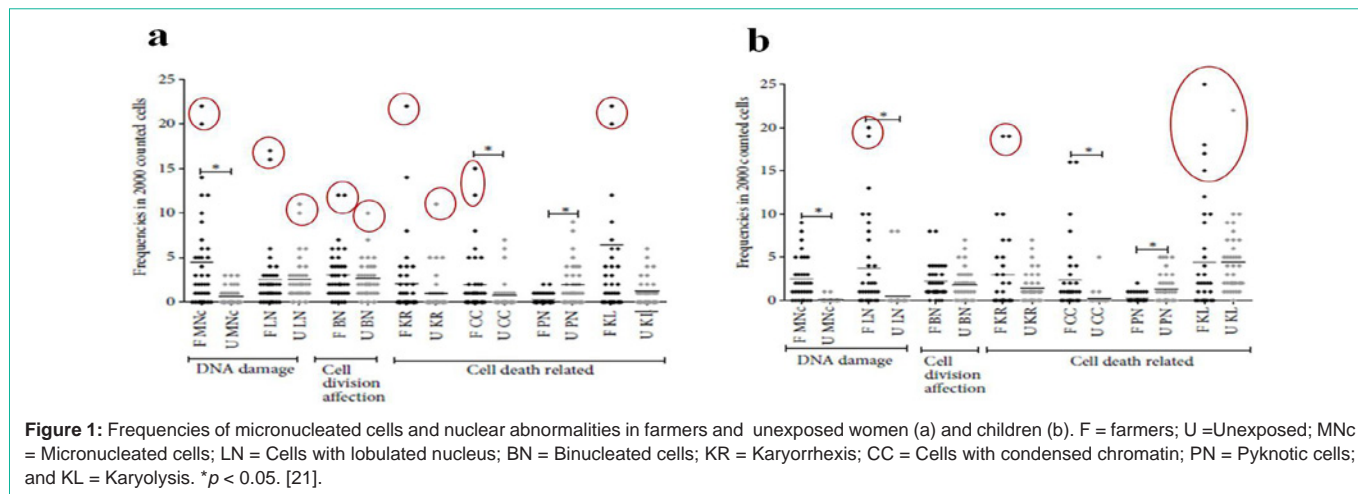 a
Frequencies in 2000 counted cells
25
20
15
10
5
0
*
*
*
F MNc
U MNc
F LN
U LN
F BN
U BN
F KR
U KR
F CC
U CC
F PN
U PN
F KL
U KL
DNA damage
Cell
division
affection
Cell death related
b
Frequencies in 2000 counted cells
25
20
15
10
5
0
*
*
*
*
F MNc
U MNc
F LN
U LN
F BN
U BN
F KR
U KR
F CC
U CC
F PN
U PN
F KL
U KL
DNA damage
Cell
division
affection
Cell death related
Figure 1: Frequencies of micronucleated cells and nuclear abnormalities in farmers and unexposed women (a) and children (b). F = farmers; U =Unexposed; MNc
= Micronucleated cells; LN = Cells with lobulated nucleus; BN = Binucleated cells; KR = Karyorrhexis; CC = Cells with condensed chromatin; PN = Pyknotic cells;
and KL = Karyolysis. *p < 0.05. [21].